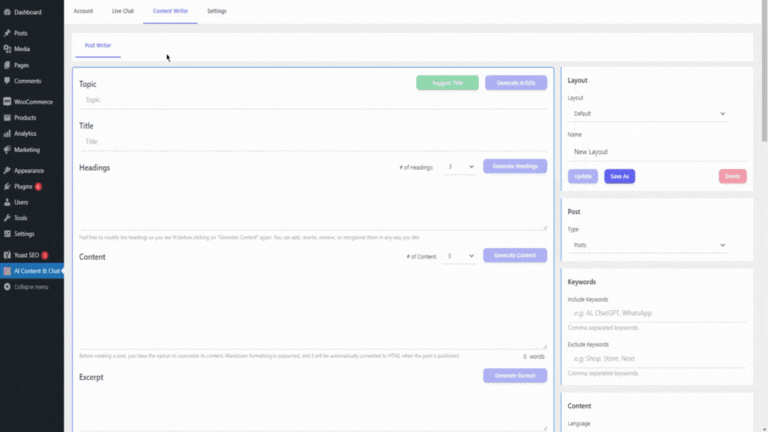 Dashboard
Posts
Media
Pages
Comments
WooCommerce
Products
Analytics
Marketing
Appearance
Plugins
Users
Tools
Settings
Yoast SEO
AI Content & Chat
Collapse menu
Account Live Chat Content Writer Settings
Post Writer
Topic
Suggest Title Generate Article
Topic
Title
Title
Headings
# of Headings: 3 Generate Headings
Feel free to modify the headings as you see fit before clicking on "Generate Content" again. You can add, rewrite, remove, or reorganize them in any way you like.
Content
# of Content: 3 Generate Content
Before creating a post, you have the option to customize its content. Markdown formatting is supported, and it will be automatically converted to HTML when the post is published.
0 words
Excerpt
Generate Excerpt
Layout
Layout
Default
Name
New Layout
Update Save As Delete
Post
Type
Posts
Keywords
Include Keywords
e.g: AI, ChatGPT, WhatsApp
Comma separated keywords.
Exclude Keywords
e.g: Shop, Store, Next
Comma separated keywords.
Content
Language